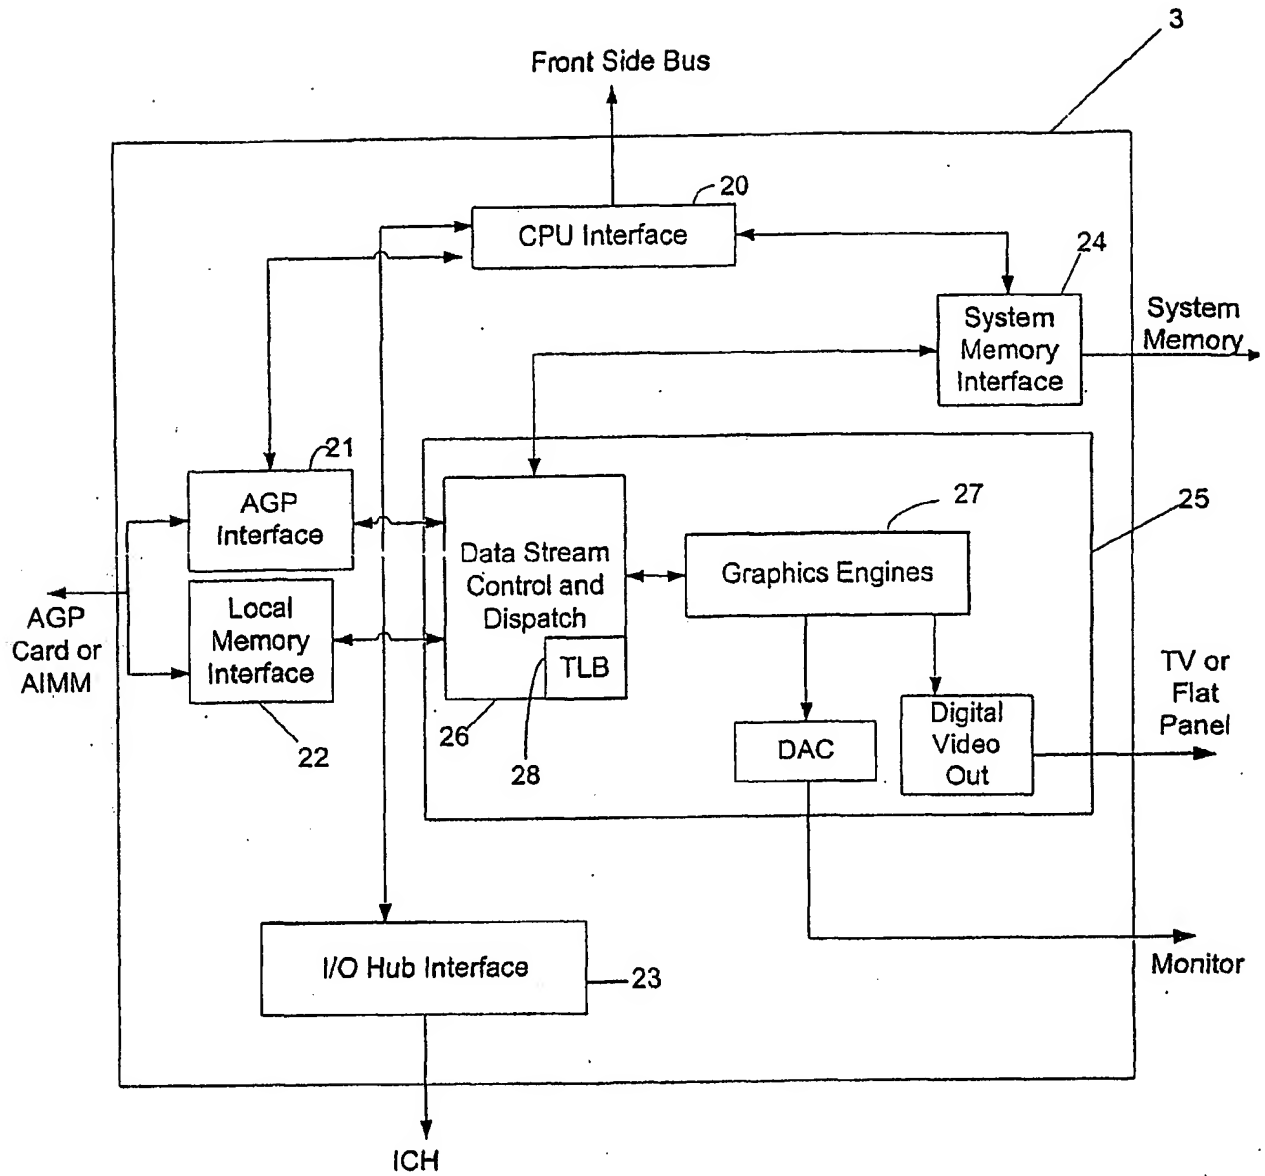 3
Front Side Bus
20
CPU Interface
24
System
Memory
Interface
System
Memory
21
AGP
Interface
27
25
Data Stream
Control and
Dispatch
Graphics Engines
AGP
Card or
AIMM
Local
Memory
Interface
TLB
TV or
Flat
Panel
22
26
28
DAC
Digital
Video
Out
I/O Hub Interface
23
Monitor
ICH